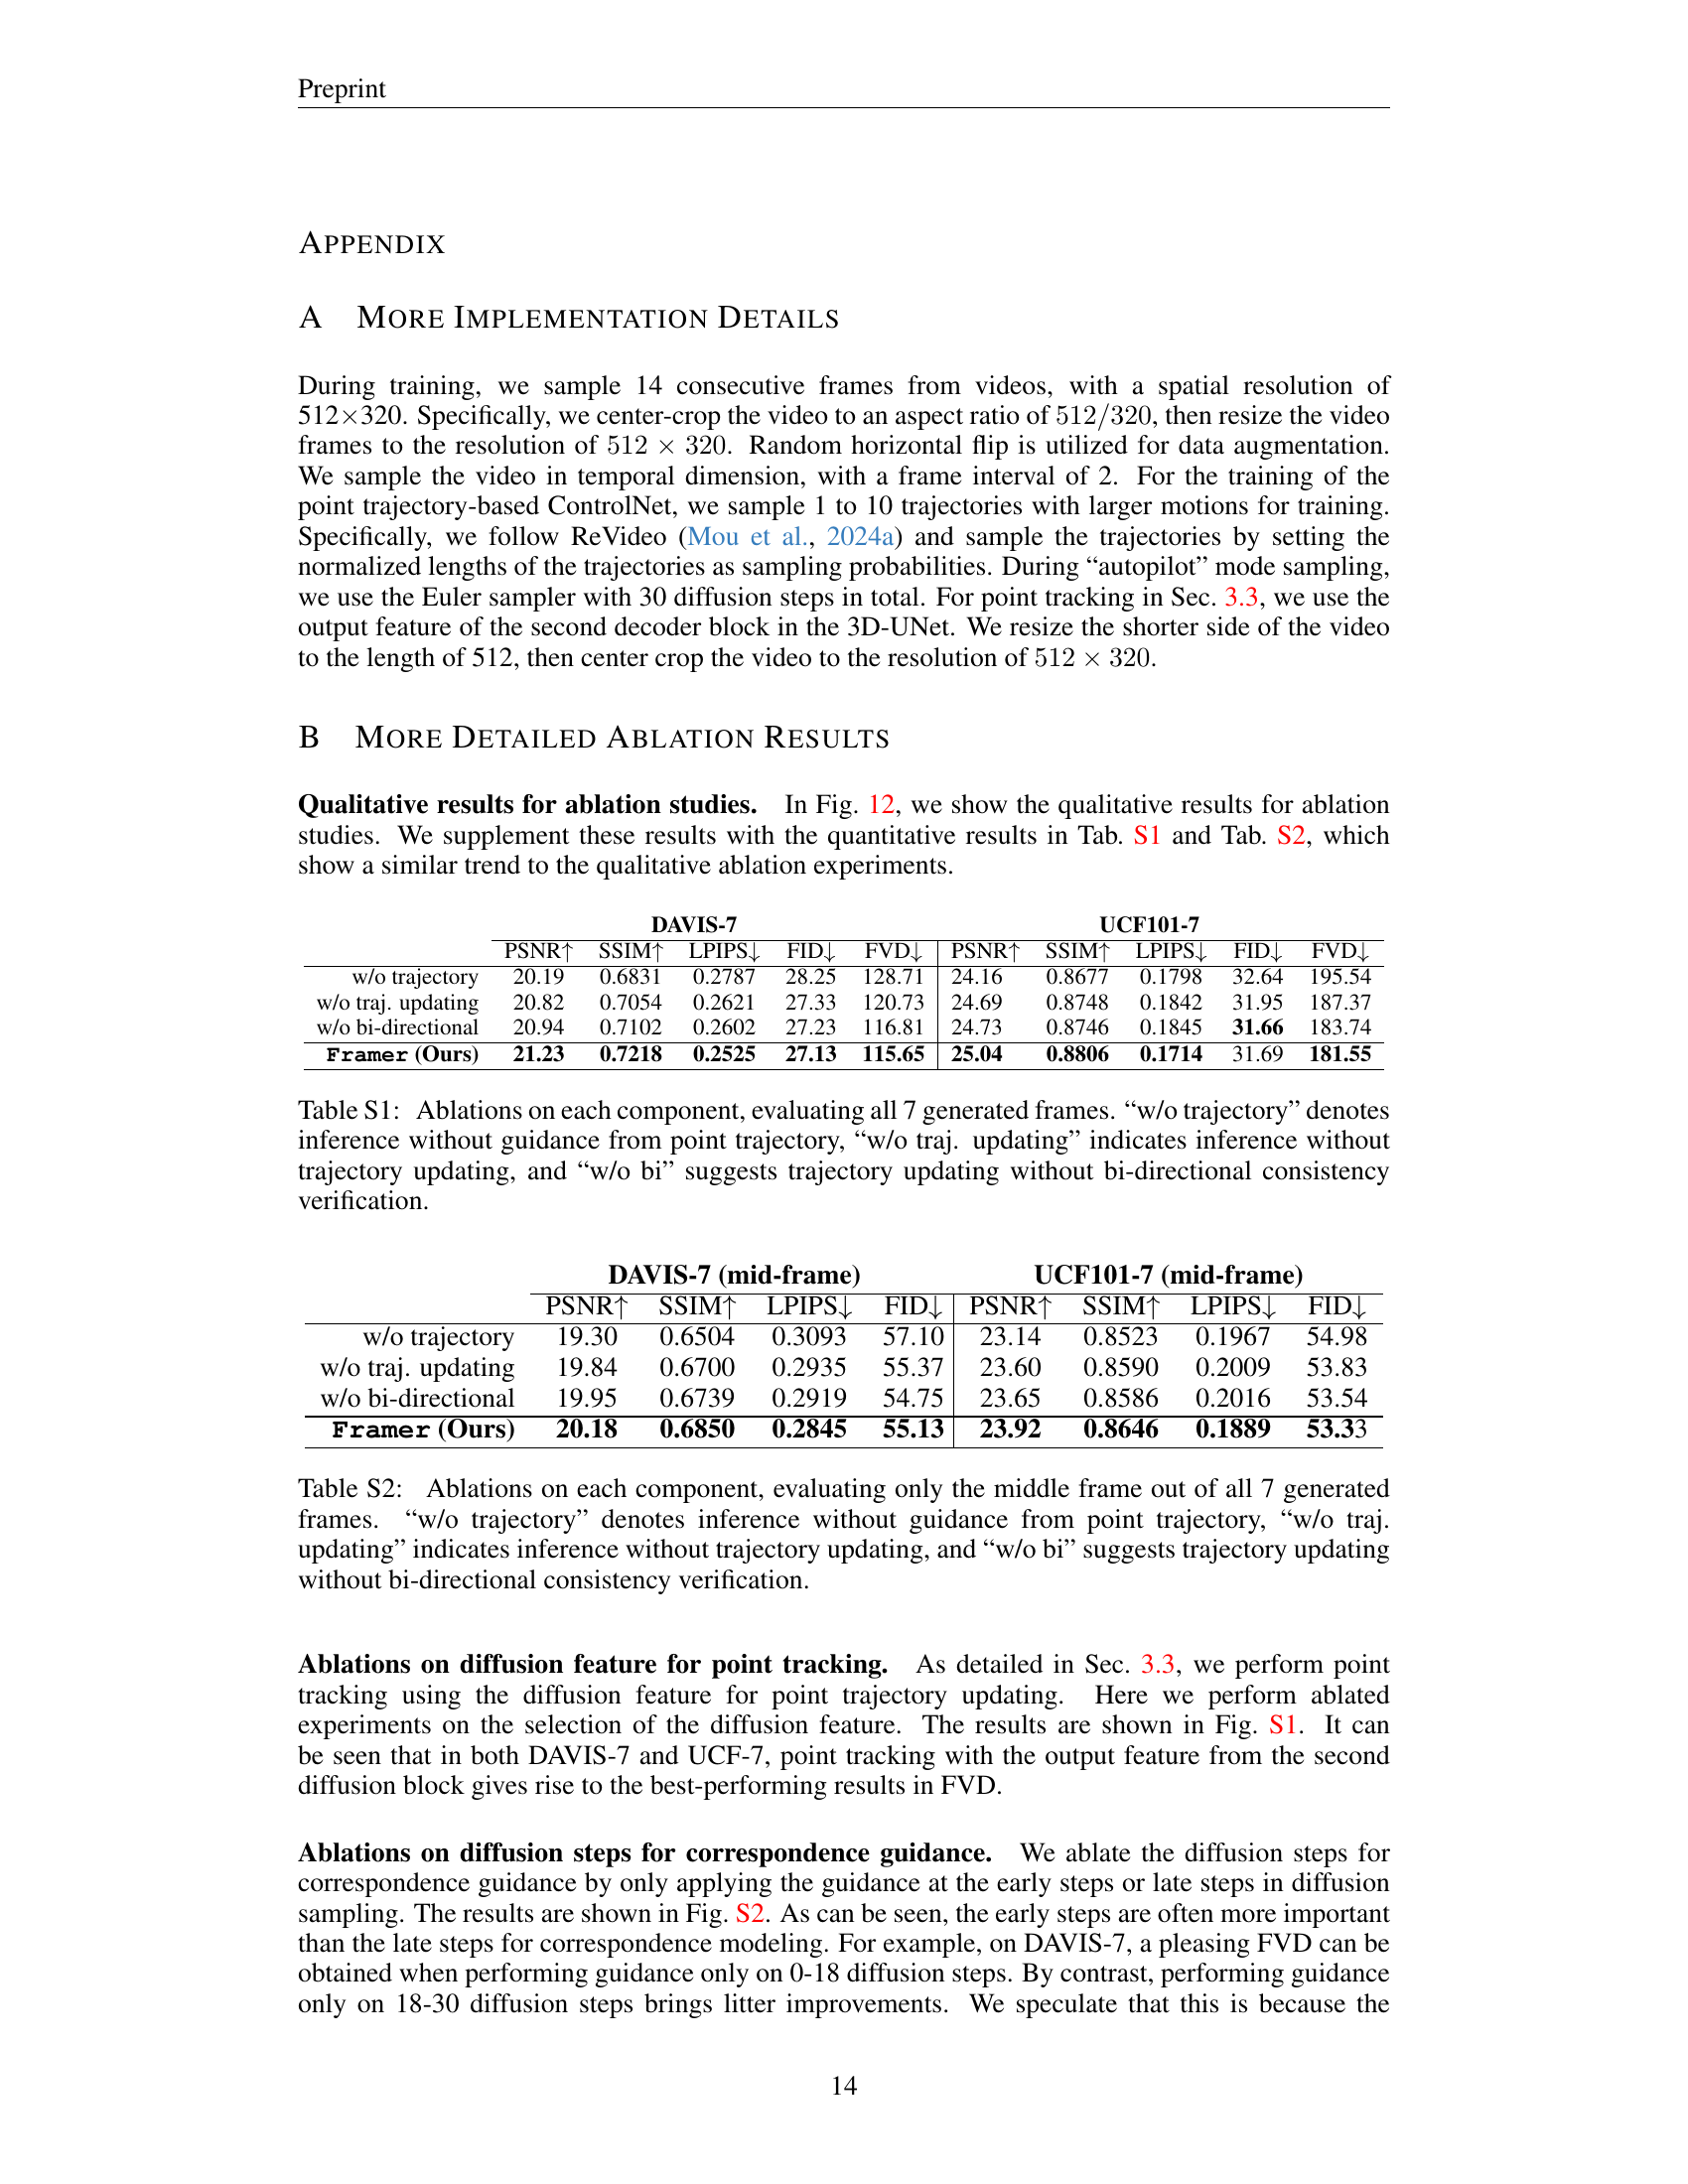 Preprint
APPENDIX
A MORE IMPLEMENTATION DETAILS
During training, we sample 14 consecutive frames from videos, with a spatial resolution of
512×320. Specifically, we center-crop the video to an aspect ratio of 512/320, then resize the video
frames to the resolution of 512 × 320. Random horizontal flip is utilized for data augmentation.
We sample the video in temporal dimension, with a frame interval of 2. For the training of the
point trajectory-based ControlNet, we sample 1 to 10 trajectories with larger motions for training.
Specifically, we follow ReVideo (Mou et al., 2024a) and sample the trajectories by setting the
normalized lengths of the trajectories as sampling probabilities. During “autopilot” mode sampling,
we use the Euler sampler with 30 diffusion steps in total. For point tracking in Sec. 3.3, we use the
output feature of the second decoder block in the 3D-UNet. We resize the shorter side of the video
to the length of 512, then center crop the video to the resolution of 512 × 320.
B MORE DETAILED ABLATION RESULTS
Qualitative results for ablation studies. In Fig. 12, we show the qualitative results for ablation
studies. We supplement these results with the quantitative results in Tab. S1 and Tab. S2, which
show a similar trend to the qualitative ablation experiments.
DAVIS-7 UCF101-7
PSNR↑ SSIM↑ LPIPS↓ FID↓ FVD↓ PSNR↑ SSIM↑ LPIPS↓ FID↓ FVD↓
w/o trajectory 20.19 0.6831 0.2787 28.25 128.71 24.16 0.8677 0.1798 32.64 195.54
w/o traj. updating 20.82 0.7054 0.2621 27.33 120.73 24.69 0.8748 0.1842 31.95 187.37
w/o bi-directional 20.94 0.7102 0.2602 27.23 116.81 24.73 0.8746 0.1845 31.66 183.74
Framer (Ours) 21.23 0.7218 0.2525 27.13 115.65 25.04 0.8806 0.1714 31.69 181.55
Table S1: Ablations on each component, evaluating all 7 generated frames. “w/o trajectory” denotes
inference without guidance from point trajectory, “w/o traj. updating” indicates inference without
trajectory updating, and “w/o bi” suggests trajectory updating without bi-directional consistency
verification.
DAVIS-7 (mid-frame) UCF101-7 (mid-frame)
PSNR↑ SSIM↑ LPIPS↓ FID↓ PSNR↑ SSIM↑ LPIPS↓ FID↓
w/o trajectory 19.30 0.6504 0.3093 57.10 23.14 0.8523 0.1967 54.98
w/o traj. updating 19.84 0.6700 0.2935 55.37 23.60 0.8590 0.2009 53.83
w/o bi-directional 19.95 0.6739 0.2919 54.75 23.65 0.8586 0.2016 53.54
Framer (Ours) 20.18 0.6850 0.2845 55.13 23.92 0.8646 0.1889 53.33
Table S2: Ablations on each component, evaluating only the middle frame out of all 7 generated
frames. “w/o trajectory” denotes inference without guidance from point trajectory, “w/o traj.
updating” indicates inference without trajectory updating, and “w/o bi” suggests trajectory updating
without bi-directional consistency verification.
Ablations on diffusion feature for point tracking. As detailed in Sec. 3.3, we perform point
tracking using the diffusion feature for point trajectory updating. Here we perform ablated
experiments on the selection of the diffusion feature. The results are shown in Fig. S1. It can
be seen that in both DAVIS-7 and UCF-7, point tracking with the output feature from the second
diffusion block gives rise to the best-performing results in FVD.
Ablations on diffusion steps for correspondence guidance. We ablate the diffusion steps for
correspondence guidance by only applying the guidance at the early steps or late steps in diffusion
sampling. The results are shown in Fig. S2. As can be seen, the early steps are often more important
than the late steps for correspondence modeling. For example, on DAVIS-7, a pleasing FVD can be
obtained when performing guidance only on 0-18 diffusion steps. By contrast, performing guidance
only on 18-30 diffusion steps brings litter improvements. We speculate that this is because the
14